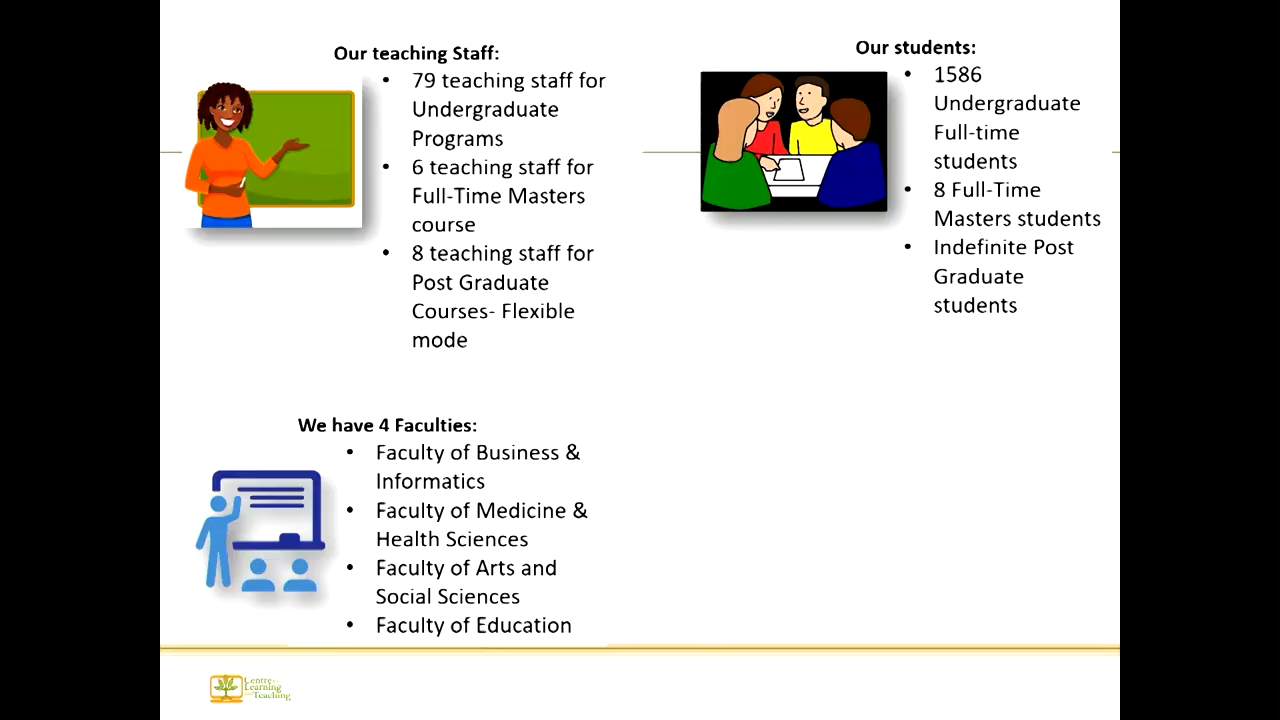 Our teaching Staff:
• 79 teaching staff for
Undergraduate
Programs
• 6 teaching staff for
Full-Time Masters
course
• 8 teaching staff for
Post Graduate
Courses- Flexible
mode
Our students:
• 1586
Undergraduate
Full-time
students
• 8 Full-Time
Masters students
• Indefinite Post
Graduate
students
We have 4 Faculties:
• Faculty of Business &
Informatics
• Faculty of Medicine &
Health Sciences
• Faculty of Arts and
Social Sciences
• Faculty of Education
Centre
Learning
Teaching